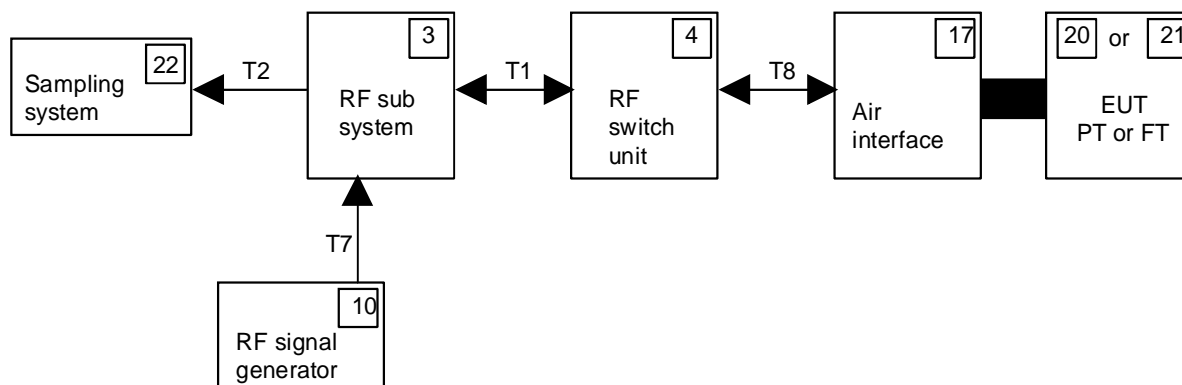 22
Sampling
system
T2
3
RF sub
system
T1
4
RF
switch
unit
T8
17
Air
interface
20 or 21
EUT
PT or FT
T7
10
RF signal
generator